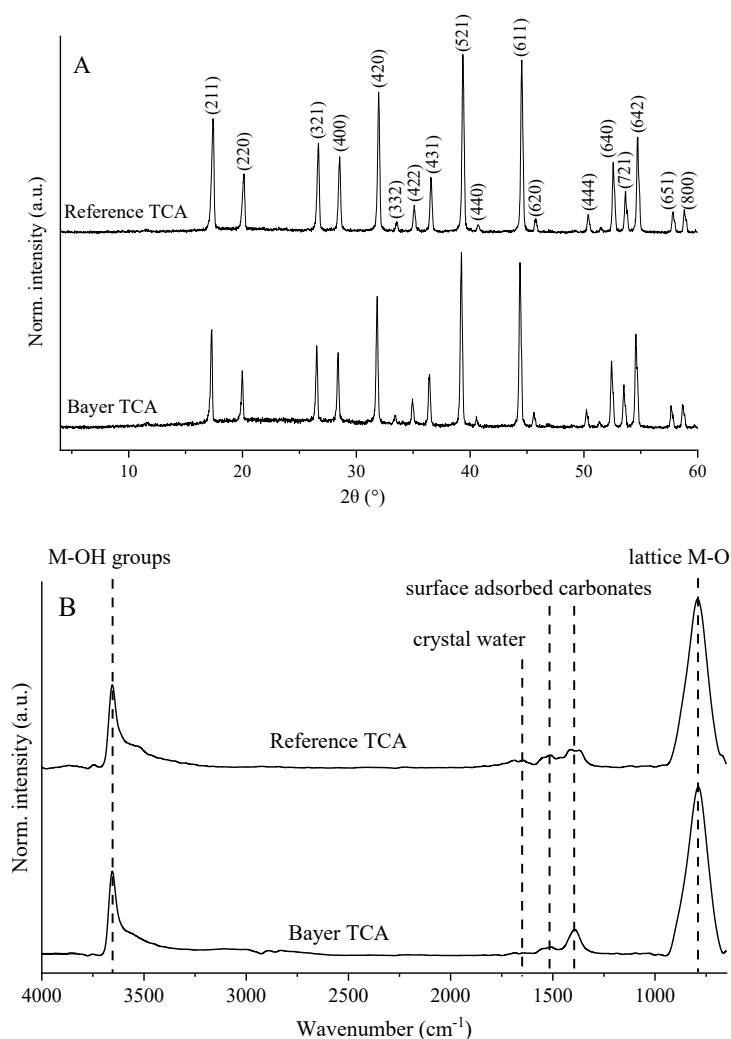 A
(211)
(220)
(321)
(400)
(420)
(332)
(422)
(431)
(521)
(440)
(611)
(620)
(444)
(640)
(721)
(642)
(651)
(800)
Reference TCA
Bayer TCA
Norm. intensity (a.u.)
10 20 30 40 50 60
2θ (°)
M-OH groups
lattice M-O
B
surface adsorbed carbonates
crystal water
Reference TCA
Bayer TCA
Norm. intensity (a.u.)
4000 3500 3000 2500 2000 1500 1000
Wavenumber (cm⁻¹)